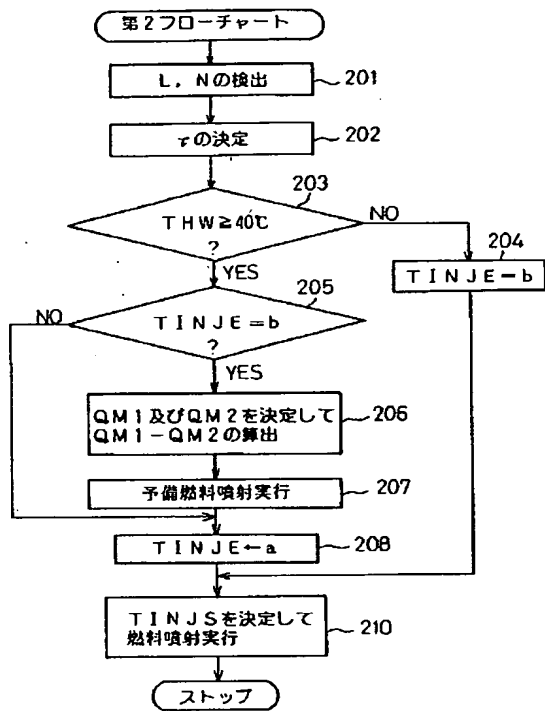 第2フローチャート
L，Nの検出
201
τの決定
202
203
THW≧40℃
?
NO
YES
204
TINJE=b
205
TINJE=b
?
NO
YES
QM1及びQM2を決定して
QM1－QM2の算出
206
予備燃料噴射実行
207
TINJE←a
208
TINJSを決定して
燃料噴射実行
210
ストップ